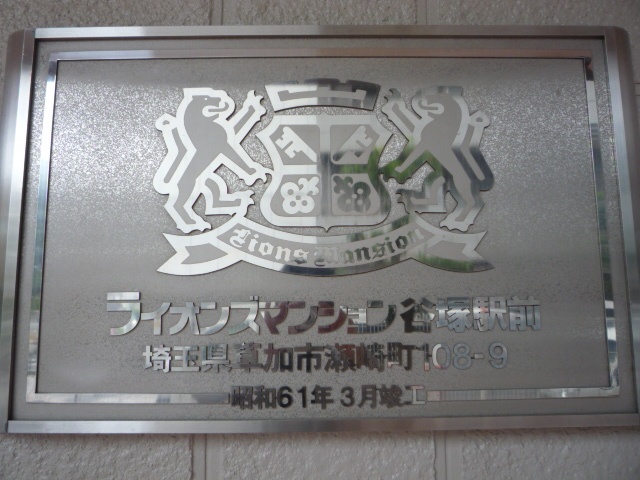 Lions Mansion
ライオンズマンション谷塚駅前
埼玉県草加市瀬崎町108-9
昭和61年3月竣工